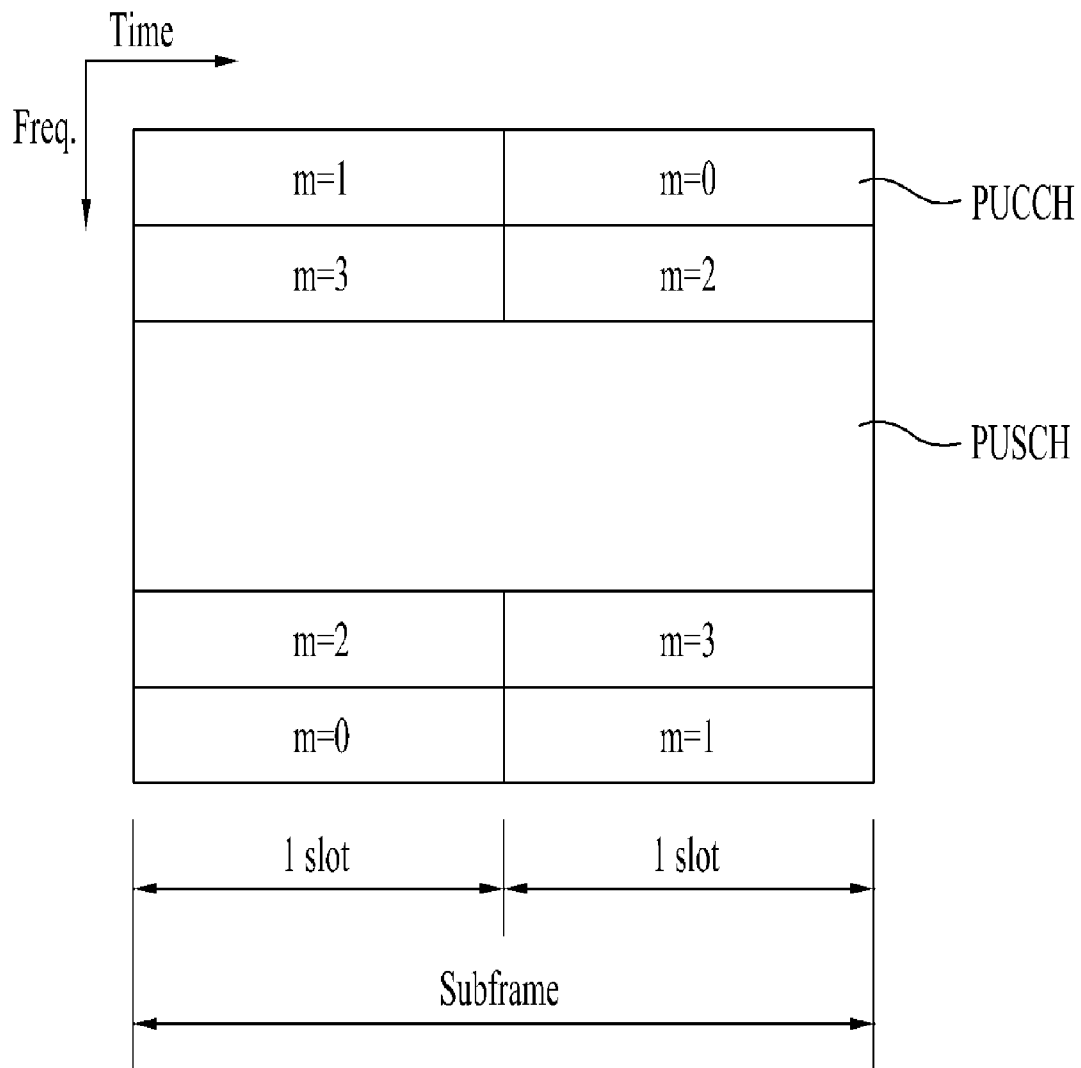 Time
Freq.
m=1
m=0
PUCCH
m=3
m=2
PUSCH
m=2
m=3
m=0
m=1
1 slot
1 slot
Subframe